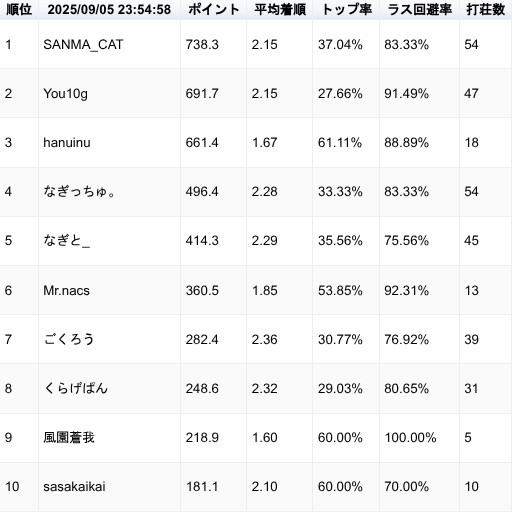 順位 2025/09/05 23:54:58 ポイント 平均着順 トップ率 ラス回避率 打荘数
1 SANMA_CAT 738.3 2.15 37.04% 83.33% 54
2 You10g 691.7 2.15 27.66% 91.49% 47
3 hanuinu 661.4 1.67 61.11% 88.89% 18
4 なぎっちゅ。 496.4 2.28 33.33% 83.33% 54
5 なぎと_ 414.3 2.29 35.56% 75.56% 45
6 Mr.nacs 360.5 1.85 53.85% 92.31% 13
7 ごくろう 282.4 2.36 30.77% 76.92% 39
8 くらげぱん 248.6 2.32 29.03% 80.65% 31
9 風園蒼我 218.9 1.60 60.00% 100.00% 5
10 sasakaikai 181.1 2.10 60.00% 70.00% 10